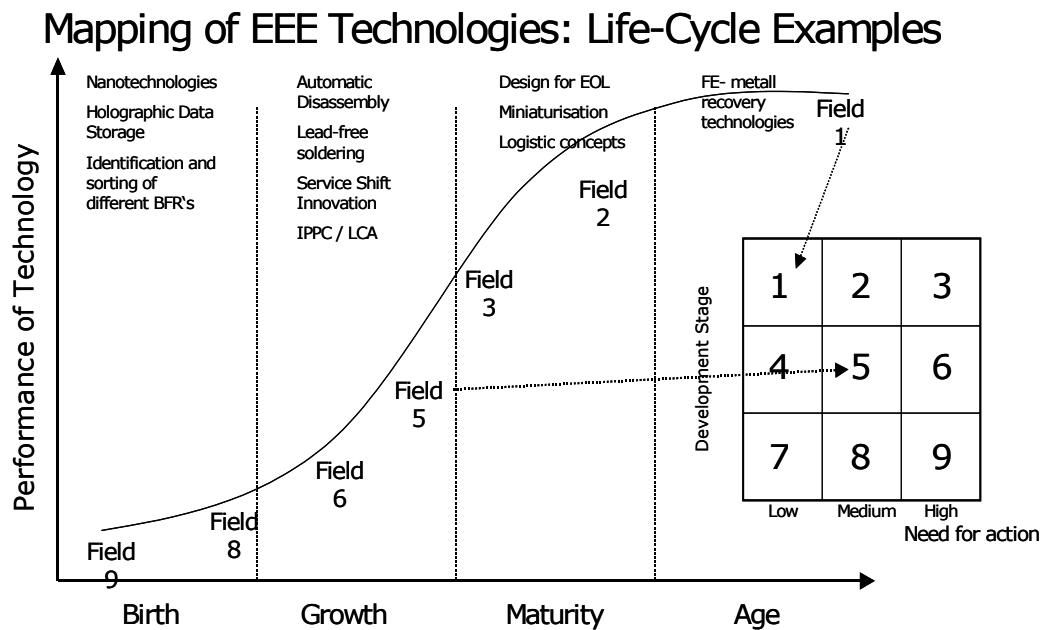 Mapping of EEE Technologies: Life-Cycle Examples
Performance of Technology
Nanotechnologies
Holographic Data
Storage
Identification and
sorting of
different BFR's
Automatic
Disassembly
Lead-free
soldering
Service Shift
Innovation
IPPC / LCA
Design for EOL
Miniaturisation
Logistic concepts
FE- metall
recovery
technologies
Field
1
Field
2
Field
3
Field
5
Field
6
Field
8
Field
9
Development Stage
1 2 3
4 5 6
7 8 9
Low Medium High
Need for action
Birth Growth Maturity Age